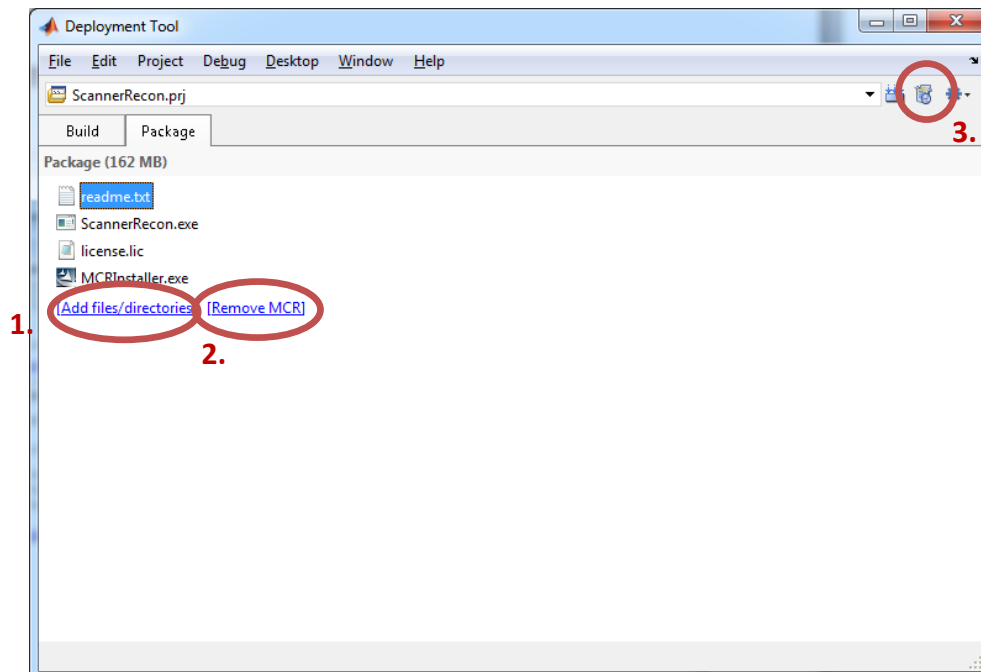 Deployment Tool
File Edit Project Debug Desktop Window Help
ScannerRecon.prj
3.
Build Package
Package (162 MB)
readme.txt
ScannerRecon.exe
license.lic
MCRInstaller.exe
[Add files/directories] [Remove MCR]
1.
2.